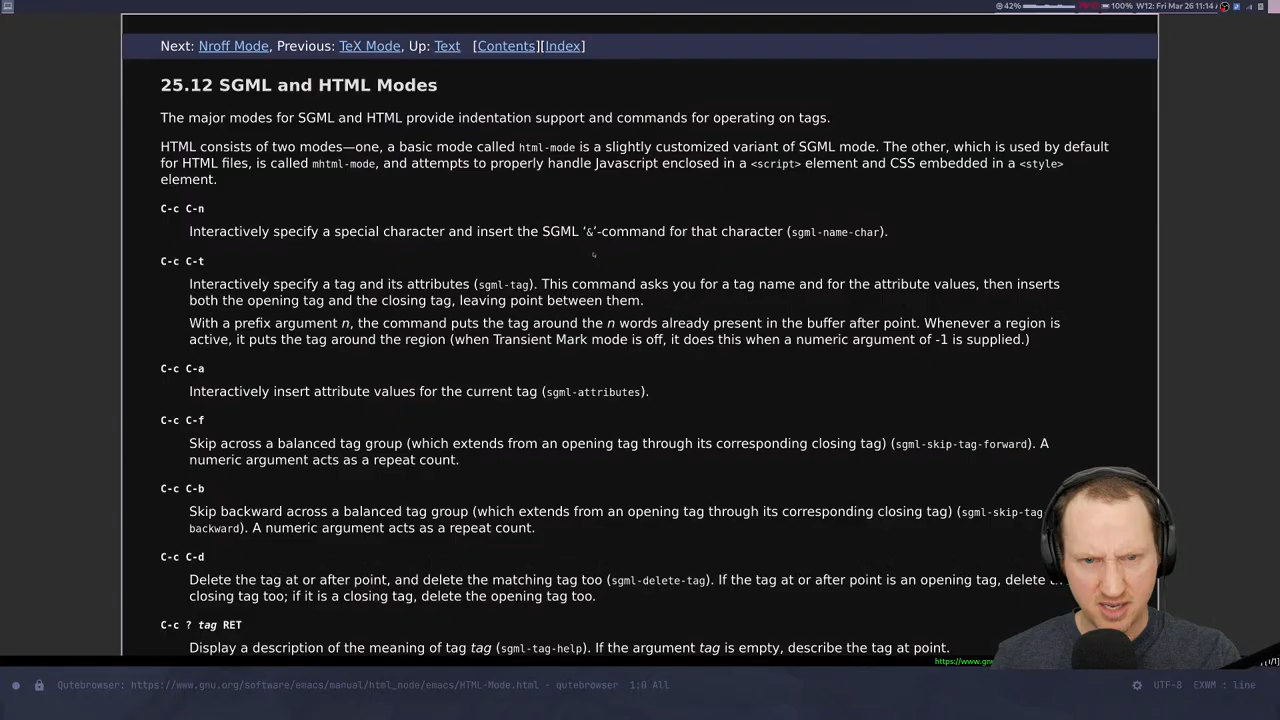 42% 100% W12: Fri Mar 26 11:14
Next: Nroff Mode, Previous: TeX Mode, Up: Text [Contents][Index]
25.12 SGML and HTML Modes
The major modes for SGML and HTML provide indentation support and commands for operating on tags.
HTML consists of two modes—one, a basic mode called html-mode is a slightly customized variant of SGML mode. The other, which is used by default
for HTML files, is called mhtml-mode, and attempts to properly handle Javascript enclosed in a <script> element and CSS embedded in a <style>
element.
C-c C-n
Interactively specify a special character and insert the SGML ‘&’-command for that character (sgml-name-char).
C-c C-t
Interactively specify a tag and its attributes (sgml-tag). This command asks you for a tag name and for the attribute values, then inserts
both the opening tag and the closing tag, leaving point between them.
With a prefix argument n, the command puts the tag around the n words already present in the buffer after point. Whenever a region is
active, it puts the tag around the region (when Transient Mark mode is off, it does this when a numeric argument of -1 is supplied.)
C-c C-a
Interactively insert attribute values for the current tag (sgml-attributes).
C-c C-f
Skip across a balanced tag group (which extends from an opening tag through its corresponding closing tag) (sgml-skip-tag-forward). A
numeric argument acts as a repeat count.
C-c C-b
Skip backward across a balanced tag group (which extends from an opening tag through its corresponding closing tag) (sgml-skip-tag
backward). A numeric argument acts as a repeat count.
C-c C-d
Delete the tag at or after point, and delete the matching tag too (sgml-delete-tag). If the tag at or after point is an opening tag, delete
closing tag too; if it is a closing tag, delete the opening tag too.
C-c ? tag RET
Display a description of the meaning of tag tag (sgml-tag-help). If the argument tag is empty, describe the tag at point.
https://www.gn
Qutebrowser: https://www.gnu.org/software/emacs/manual/html_node/emacs/HTML-Mode.html - qutebrowser 1:0 All UTF-8 EXWM : line